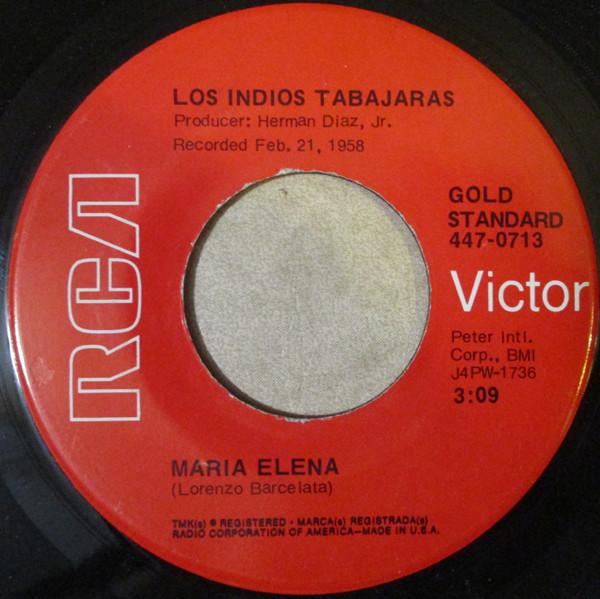 LOS INDIOS TABAJARAS
Producer: Herman Diaz, Jr.
Recorded Feb. 21, 1958
RCA
GOLD
STANDARD
447-0713
Victor
Peter Intl.
Corp., BMI
J4PW-1736
3:09
MARIA ELENA
(Lorenzo Barcelata)
TMK(s) ® REGISTERED • MARCA(s) REGISTRADA(s)
RADIO CORPORATION OF AMERICA—MADE IN U.S.A.